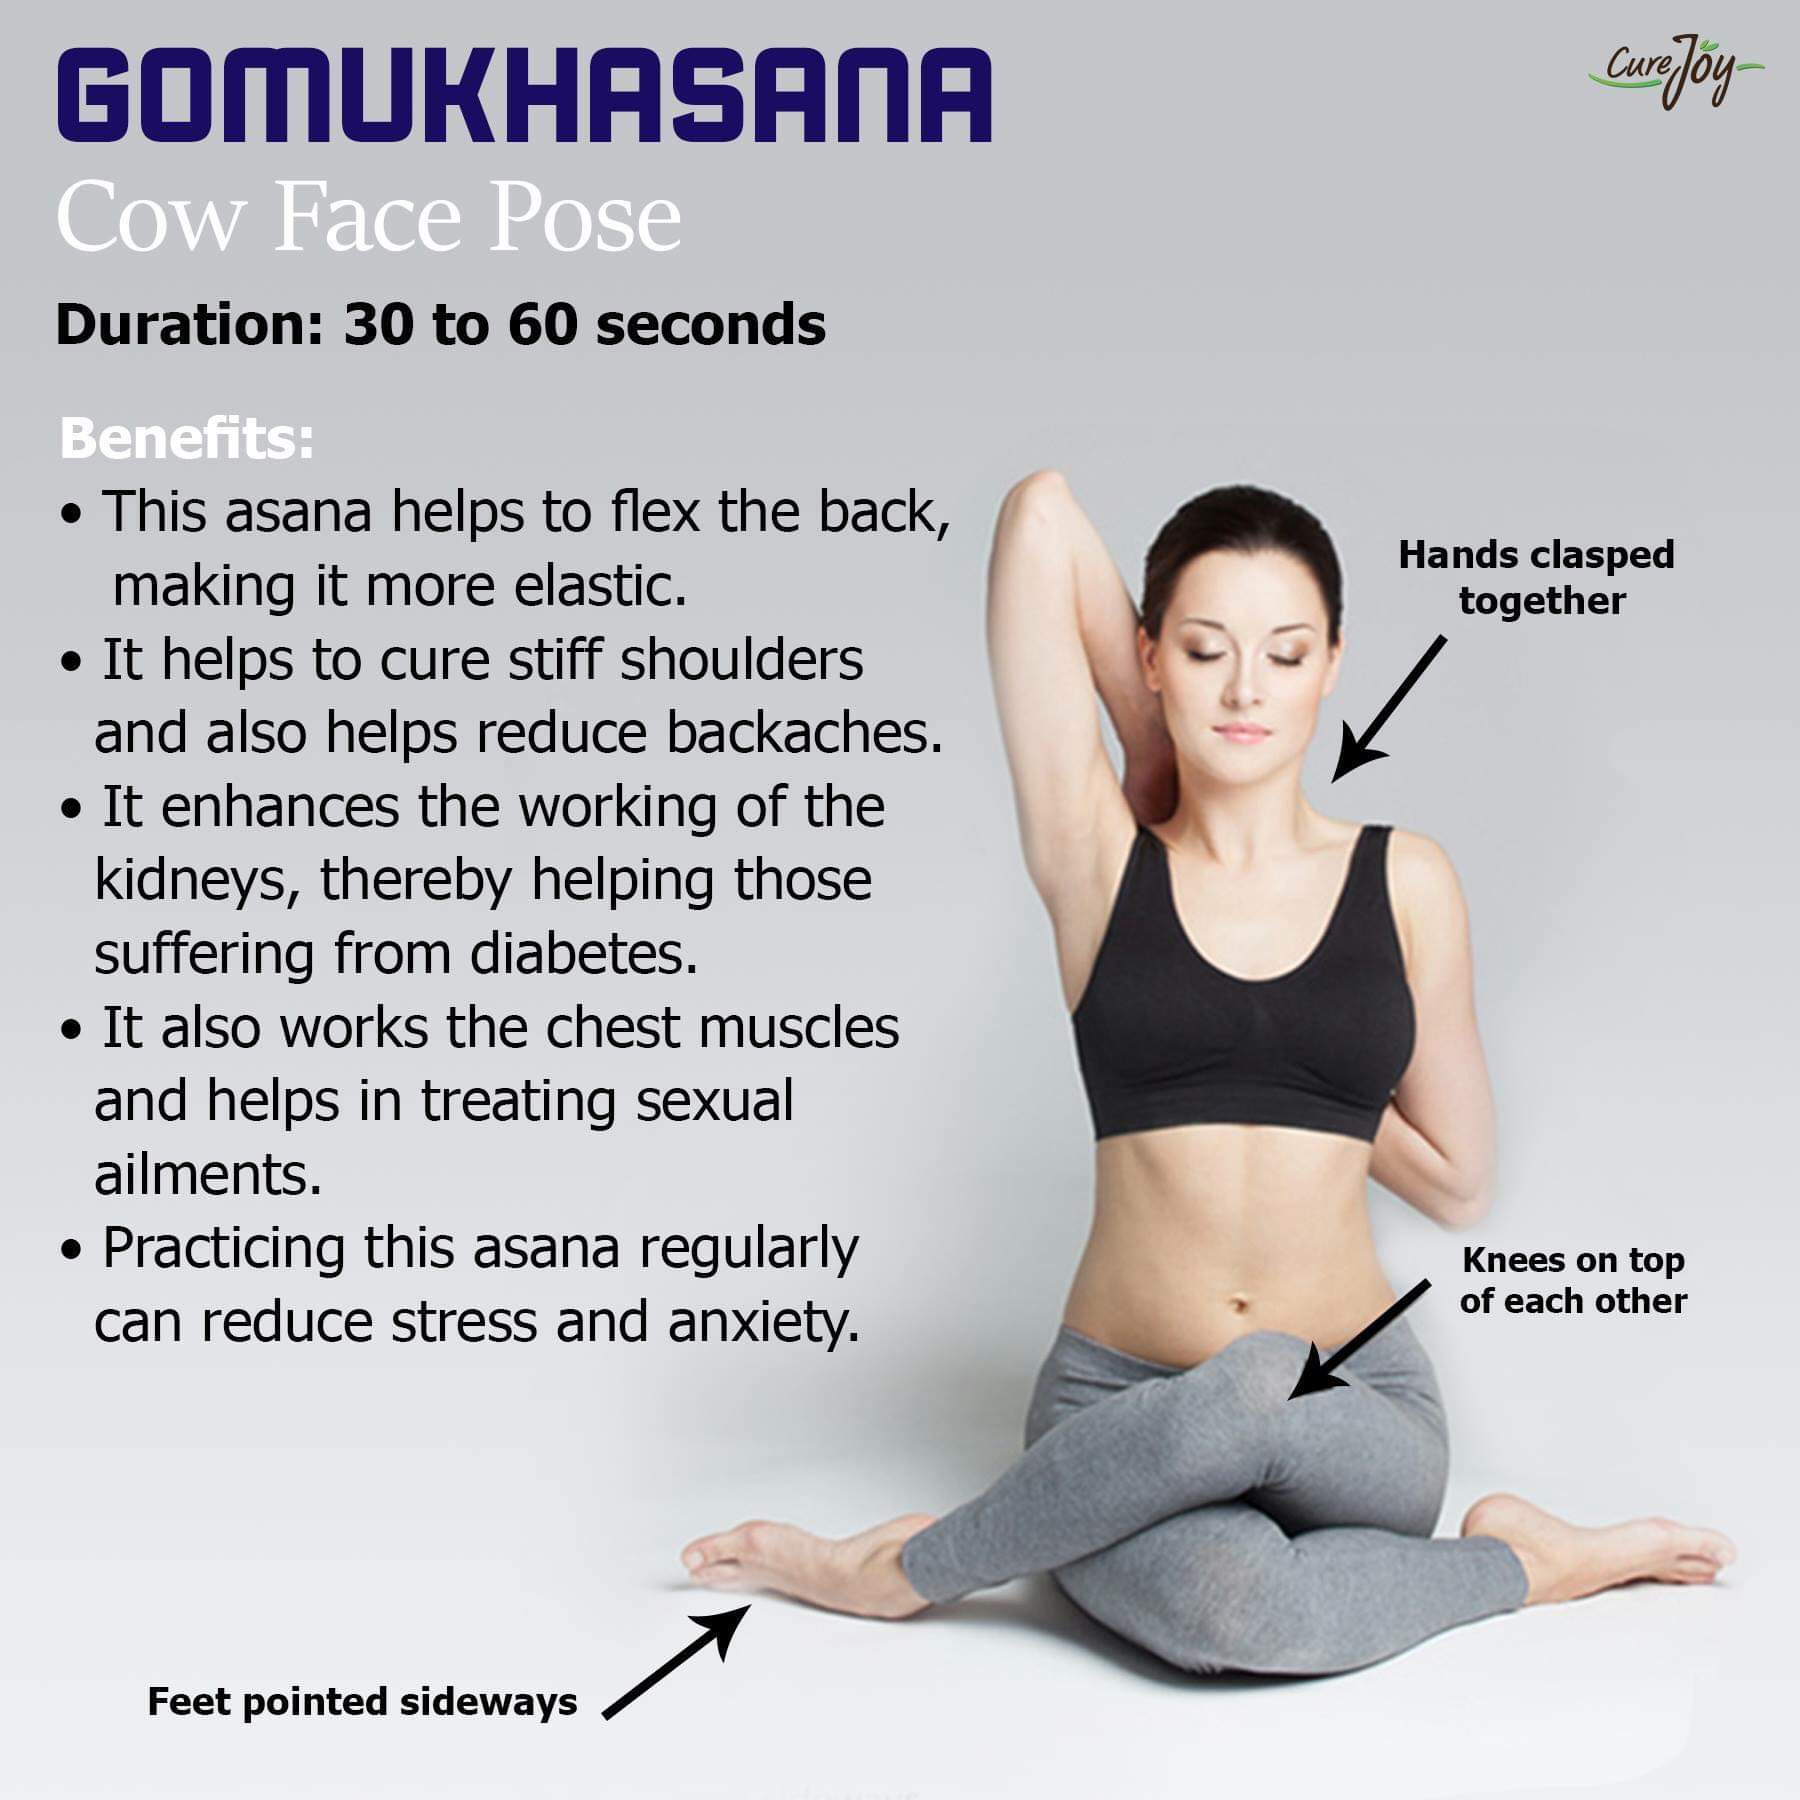 GOMUKHASANA
Cow Face Pose
Duration: 30 to 60 seconds
Benefits:
• This asana helps to flex the back,
making it more elastic.
• It helps to cure stiff shoulders
and also helps reduce backaches.
• It enhances the working of the
kidneys, thereby helping those
suffering from diabetes.
• It also works the chest muscles
and helps in treating sexual
ailments.
• Practicing this asana regularly
can reduce stress and anxiety.
CureJoy
Hands clasped
together
Knees on top
of each other
Feet pointed sideways